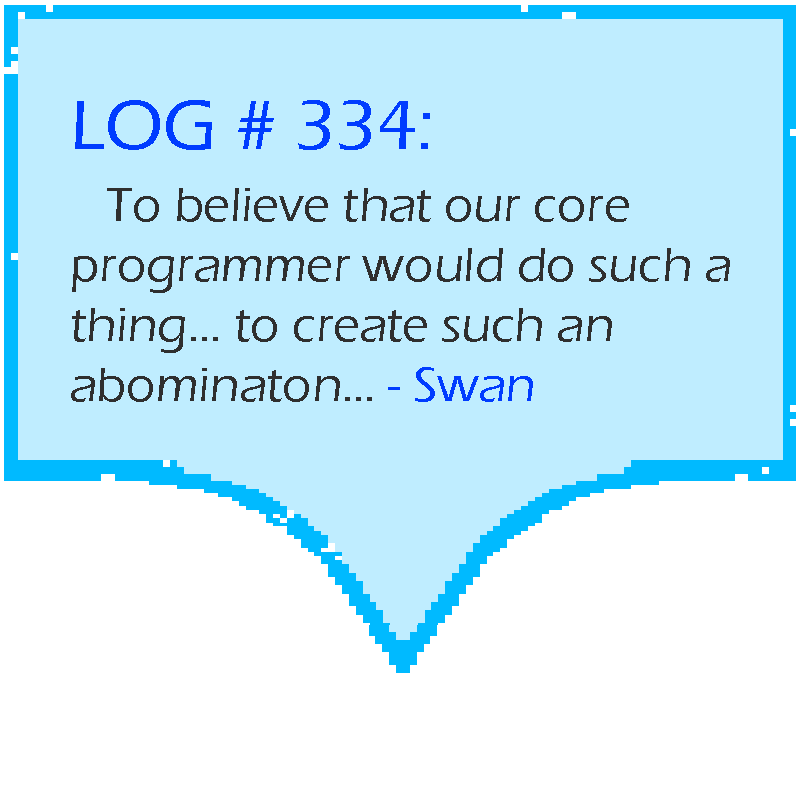 LOG # 334:
To believe that our core
programmer would do such a
thing... to create such an
abominaton... - Swan